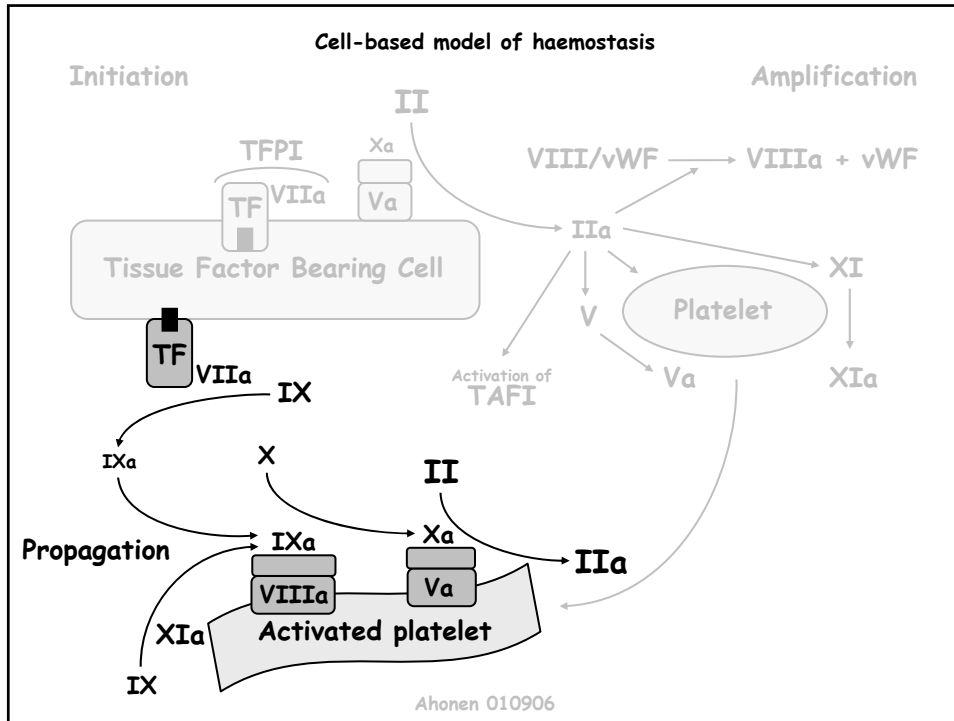 Cell-based model of haemostasis
Initiation
Amplification
II
TFPI
Xa
VIII/vWF
VIIIa + vWF
TF
VIIa
Va
IIa
Tissue Factor Bearing Cell
XI
V
Platelet
TF
VIIa
Activation of
TAFI
Va
XIa
IX
IXa
X
II
Propagation
IXa
Xa
IIa
VIIIa
Va
XIa
Activated platelet
IX
Ahonen 010906